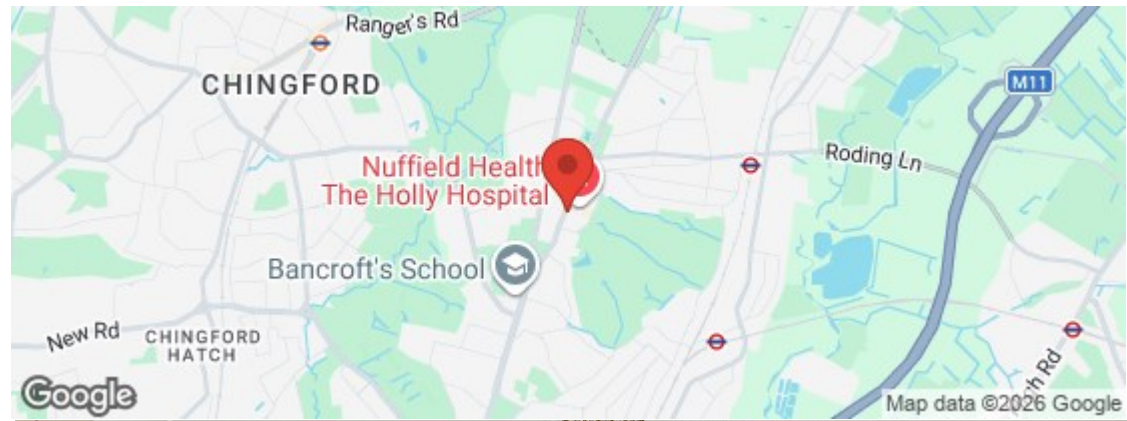 Ranger's Rd
CHINGFORD
M11
Nuffield Health
The Holly Hospital
Roding Ln
Bancroft's School
New Rd
CHINGFORD
HATCH
Rd
Google
Map data ©2026 Google